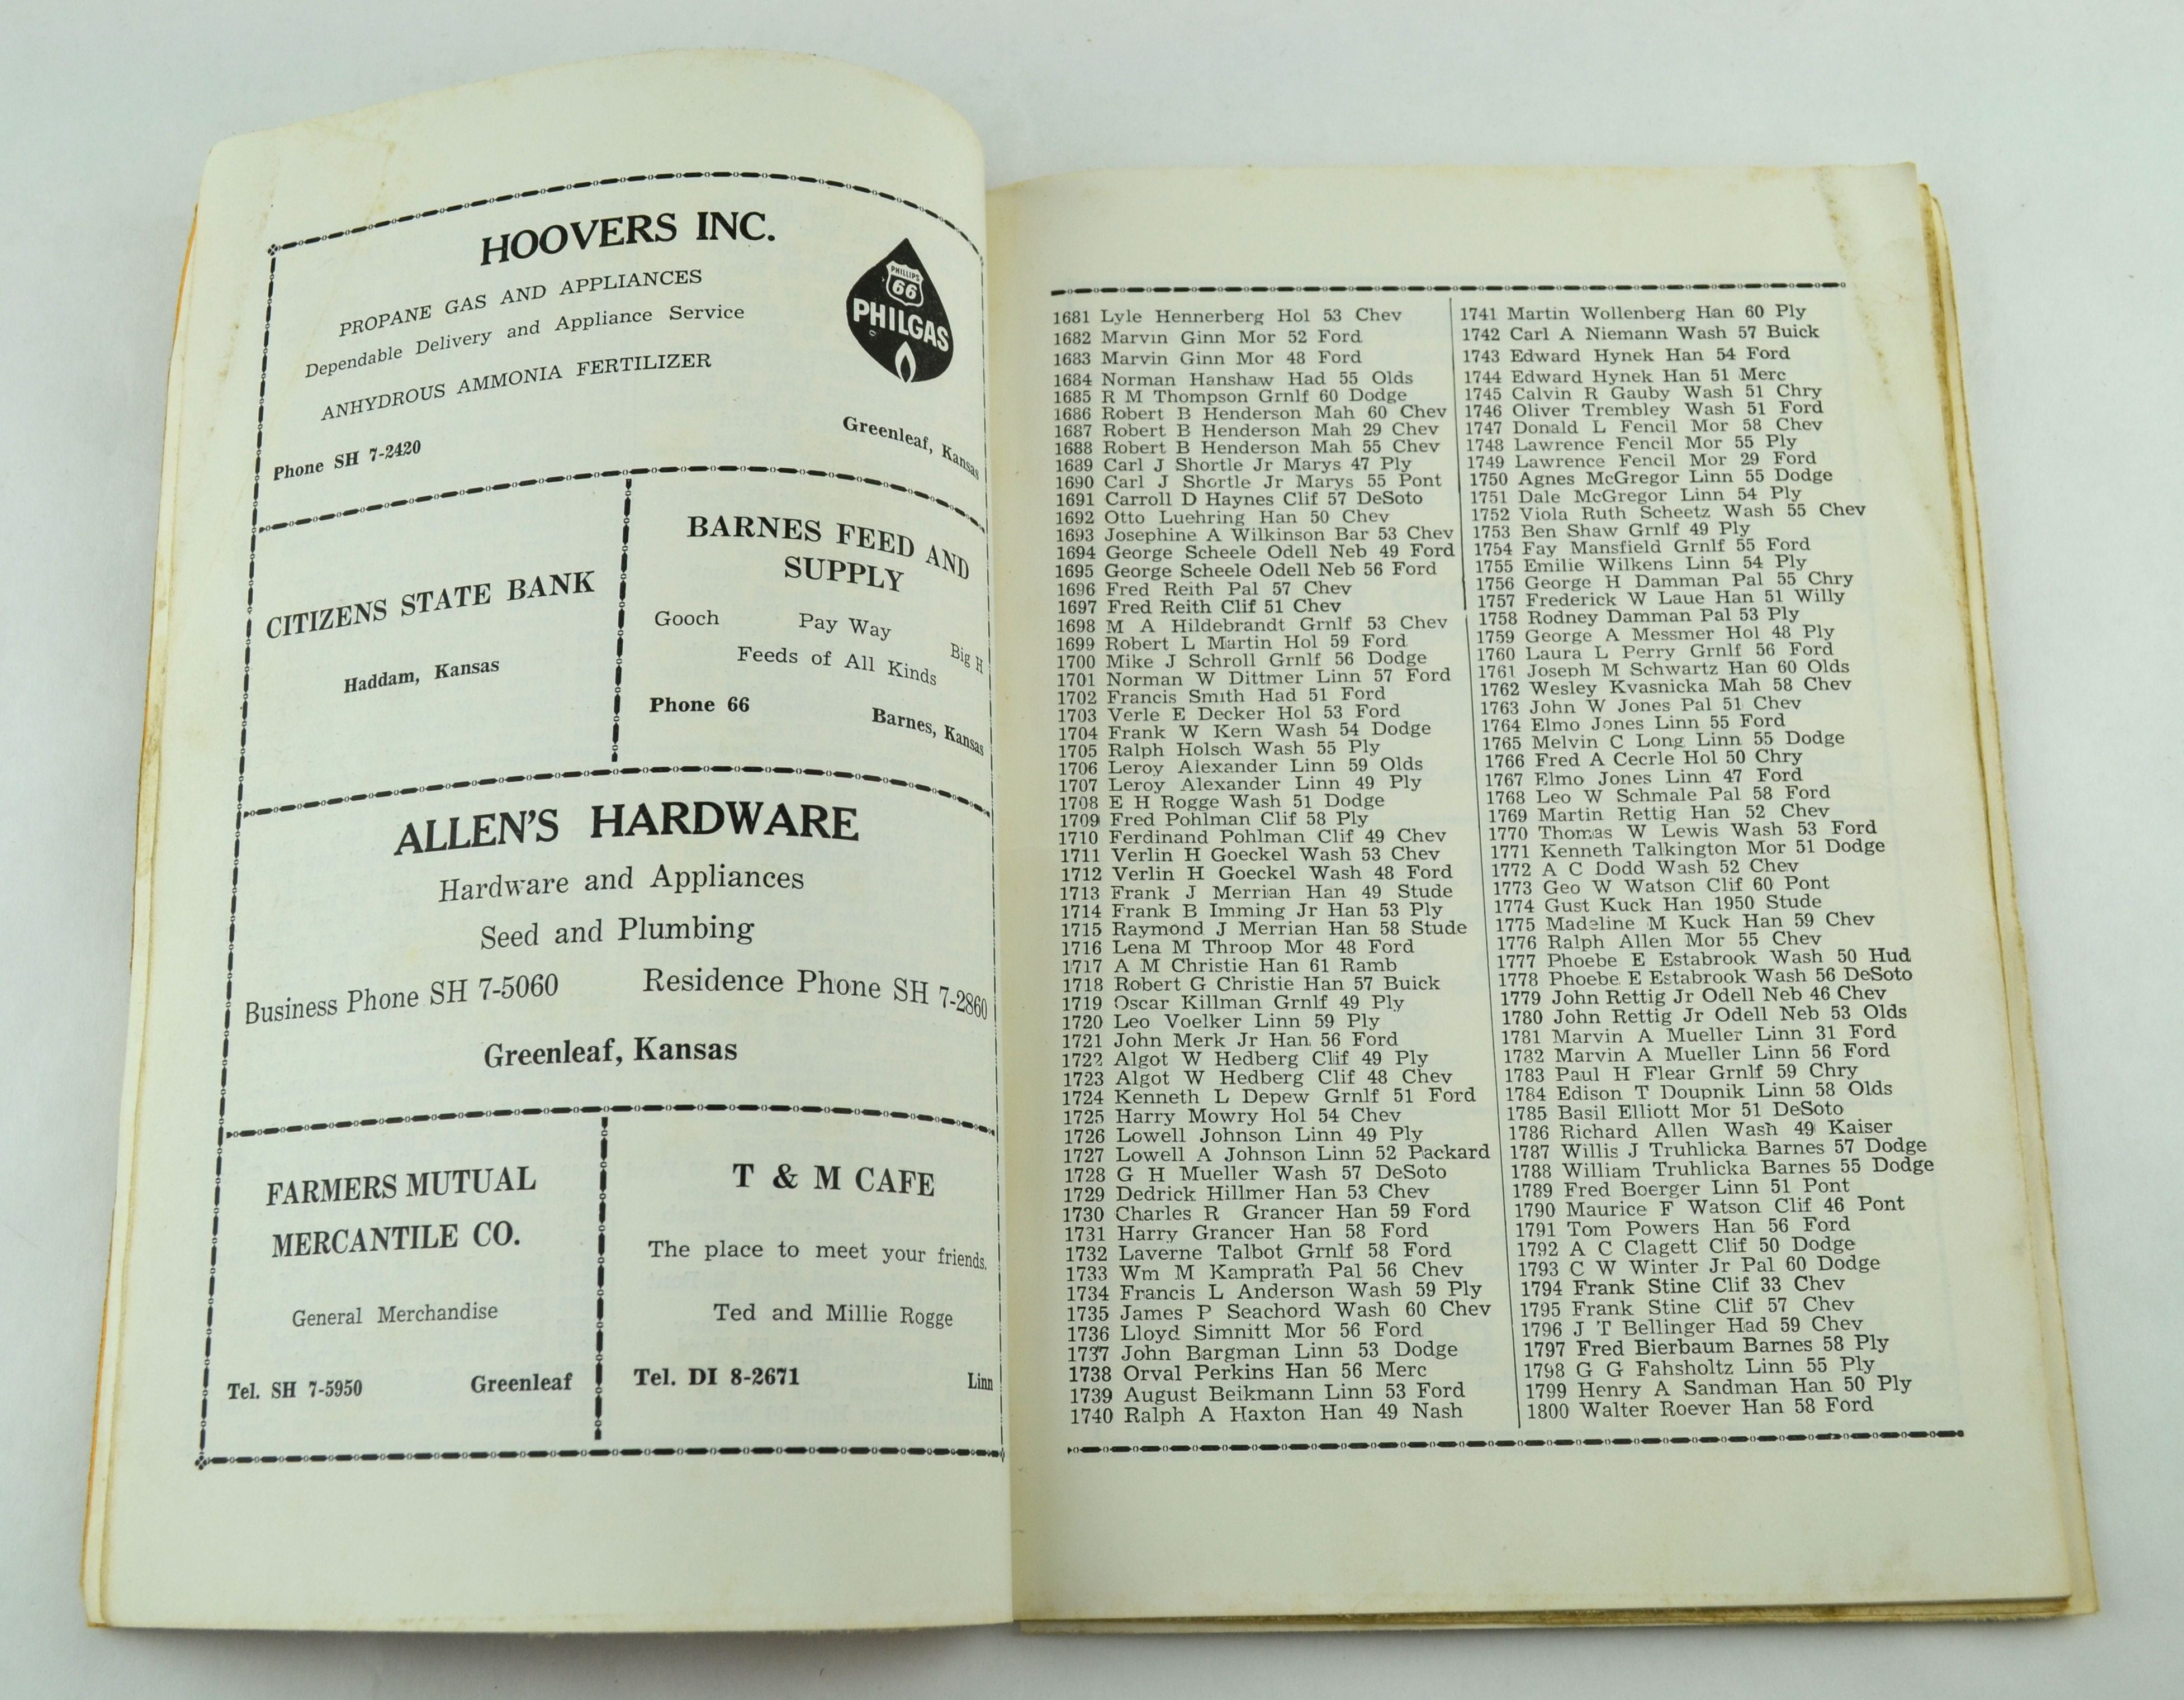 HOOVERS INC.
PROPANE GAS AND APPLIANCES
Dependable Delivery and Appliance Service
ANHYDROUS AMMONIA FERTILIZER
PHILLIPS
66
PHILGAS
Phone SH 7-2420
Greenleaf, Kansas
CITIZENS STATE BANK
Haddam, Kansas
BARNES FEED AND
SUPPLY
Gooch Pay Way Big H
Feeds of All Kinds
Phone 66
Barnes, Kansas
ALLEN'S HARDWARE
Hardware and Appliances
Seed and Plumbing
Business Phone SH 7-5060 Residence Phone SH 7-2860
Greenleaf, Kansas
FARMERS MUTUAL
MERCANTILE CO.
General Merchandise
Tel. SH 7-5950 Greenleaf
T & M CAFE
The place to meet your friends.
Ted and Millie Rogge
Tel. DI 8-2671 Linn
1681 Lyle Hennerberg Hol 53 Chev
1682 Marvin Ginn Mor 52 Ford
1683 Marvin Ginn Mor 48 Ford
1684 Norman Hanshaw Had 55 Olds
1685 R M Thompson Grnlf 60 Dodge
1686 Robert B Henderson Mah 60 Chev
1687 Robert B Henderson Mah 29 Chev
1688 Robert B Henderson Mah 55 Chev
1689 Carl J Shortle Jr Marys 47 Ply
1690 Carl J Shortle Jr Marys 55 Pont
1691 Carroll D Haynes Clif 57 DeSoto
1692 Otto Luehring Han 50 Chev
1693 Josephine A Wilkinson Bar 53 Chev
1694 George Scheele Odell Neb 49 Ford
1695 George Scheele Odell Neb 56 Ford
1696 Fred Reith Pal 57 Chev
1697 Fred Reith Clif 51 Chev
1698 M A Hildebrandt Grnlf 53 Chev
1699 Robert L Martin Hol 59 Ford
1700 Mike J Schroll Grnlf 56 Dodge
1701 Norman W Dittmer Linn 57 Ford
1702 Francis Smith Had 51 Ford
1703 Verle E Decker Hol 53 Ford
1704 Frank W Kern Wash 54 Dodge
1705 Ralph Holsch Wash 55 Ply
1706 Leroy Alexander Linn 59 Olds
1707 Leroy Alexander Linn 49 Ply
1708 E H Rogge Wash 51 Dodge
1709 Fred Pohlman Clif 58 Ply
1710 Ferdinand Pohlman Clif 49 Chev
1711 Verlin H Goeckel Wash 53 Chev
1712 Verlin H Goeckel Wash 48 Ford
1713 Frank J Merrian Han 49 Stude
1714 Frank B Imming Jr Han 53 Ply
1715 Raymond J Merrian Han 58 Stude
1716 Lena M Throop Mor 48 Ford
1717 A M Christie Han 61 Ramb
1718 Robert G Christie Han 57 Buick
1719 Oscar Killman Grnlf 49 Ply
1720 Leo Voelker Linn 59 Ply
1721 John Merk Jr Han 56 Ford
1722 Algot W Hedberg Clif 49 Ply
1723 Algot W Hedberg Clif 48 Chev
1724 Kenneth L Depew Grnlf 51 Ford
1725 Harry Mowry Hol 54 Chev
1726 Lowell Johnson Linn 49 Ply
1727 Lowell A Johnson Linn 52 Packard
1728 G H Mueller Wash 57 DeSoto
1729 Dedrick Hillmer Han 53 Chev
1730 Charles R Grancer Han 59 Ford
1731 Harry Grancer Han 58 Ford
1732 Laverne Talbot Grnlf 58 Ford
1733 Wm M Kamprath Pal 56 Chev
1734 Francis L Anderson Wash 59 Ply
1735 James P Seachord Wash 60 Chev
1736 Lloyd Simnitt Mor 56 Ford
1737 John Bargman Linn 53 Dodge
1738 Orval Perkins Han 56 Merc
1739 August Beikmann Linn 53 Ford
1740 Ralph A Haxton Han 49 Nash
1741 Martin Wollenberg Han 60 Ply
1742 Carl A Niemann Wash 57 Buick
1743 Edward Hynek Han 54 Ford
1744 Edward Hynek Han 51 Merc
1745 Calvin R Gauby Wash 51 Chry
1746 Oliver Trembley Wash 51 Ford
1747 Donald L Fencil Mor 58 Chev
1748 Lawrence Fencil Mor 55 Ply
1749 Lawrence Fencil Mor 29 Ford
1750 Agnes McGregor Linn 55 Dodge
1751 Dale McGregor Linn 54 Ply
1752 Viola Ruth Scheetz Wash 55 Chev
1753 Ben Shaw Grnlf 49 Ply
1754 Fay Mansfield Grnlf 55 Ford
1755 Emilie Wilkens Linn 54 Ply
1756 George H Damman Pal 55 Chry
1757 Frederick W Laue Han 51 Willy
1758 Rodney Damman Pal 53 Ply
1759 George A Messmer Hol 48 Ply
1760 Laura L Perry Grnlf 56 Ford
1761 Joseph M Schwartz Han 60 Olds
1762 Wesley Kvasnicka Mah 58 Chev
1763 John W Jones Pal 51 Chev
1764 Elmo Jones Linn 55 Ford
1765 Melvin C Long Linn 55 Dodge
1766 Fred A Cecrle Hol 50 Chry
1767 Elmo Jones Linn 47 Ford
1768 Leo W Schmale Pal 58 Ford
1769 Martin Rettig Han 52 Chev
1770 Thomas W Lewis Wash 53 Ford
1771 Kenneth Talkington Mor 51 Dodge
1772 A C Dodd Wash 52 Chev
1773 Geo W Watson Clif 60 Pont
1774 Gust Kuck Han 1950 Stude
1775 Madeline M Kuck Han 59 Chev
1776 Ralph Allen Mor 55 Chev
1777 Phoebe E Estabrook Wash 50 Hud
1778 Phoebe E Estabrook Wash 56 DeSoto
1779 John Rettig Jr Odell Neb 46 Chev
1780 John Rettig Jr Odell Neb 53 Olds
1781 Marvin A Mueller Linn 31 Ford
1782 Marvin A Mueller Linn 56 Ford
1783 Paul H Flear Grnlf 59 Chry
1784 Edison T Doupnik Linn 58 Olds
1785 Basil Elliott Mor 51 DeSoto
1786 Richard Allen Wash 49 Kaiser
1787 Willis J Truhlicka Barnes 57 Dodge
1788 William Truhlicka Barnes 55 Dodge
1789 Fred Boerger Linn 51 Pont
1790 Maurice F Watson Clif 46 Pont
1791 Tom Powers Han 56 Ford
1792 A C Clagett Clif 50 Dodge
1793 C W Winter Jr Pal 60 Dodge
1794 Frank Stine Clif 33 Chev
1795 Frank Stine Clif 57 Chev
1796 J T Bellinger Had 59 Chev
1797 Fred Bierbaum Barnes 58 Ply
1798 G G Fahsholtz Linn 55 Ply
1799 Henry A Sandman Han 50 Ply
1800 Walter Roever Han 58 Ford